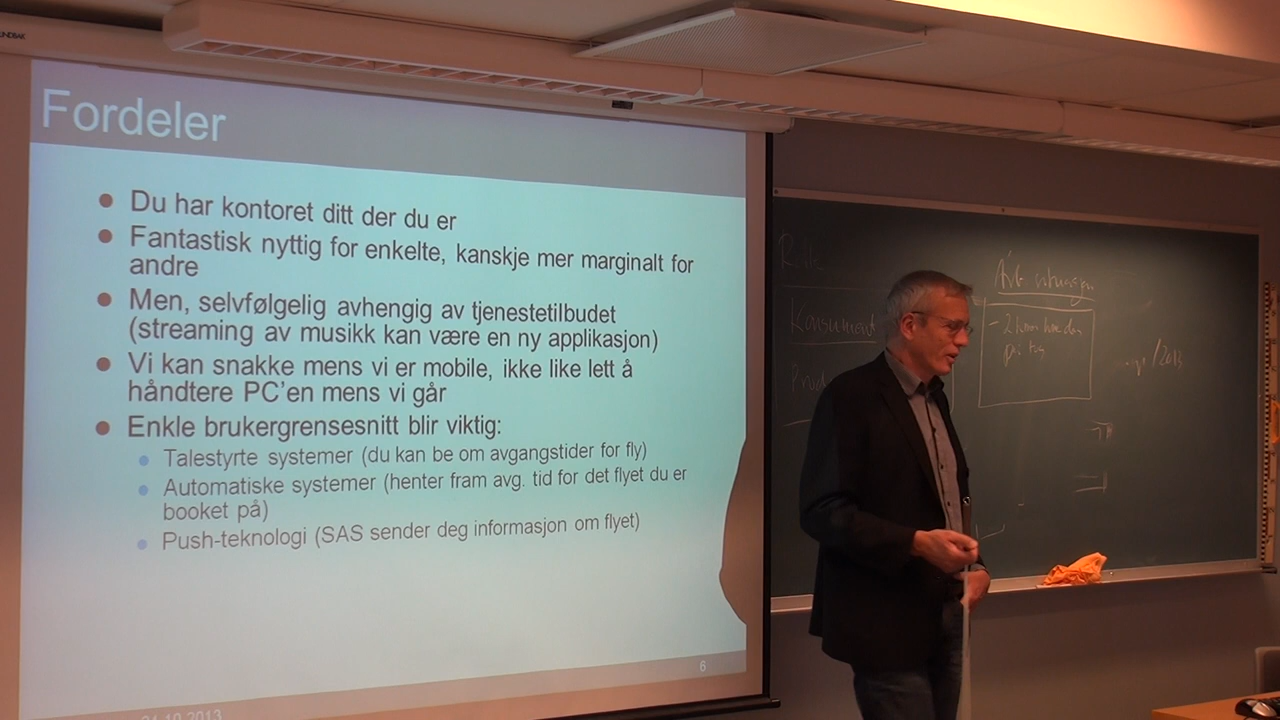 Fordeler
Du har kontoret ditt der du er
Fantastisk nyttig for enkelte, kanskje mer marginalt for
andre
Men, selvfølgelig avhengig av tjenestetilbudet
(streaming av musikk kan være en ny applikasjon)
Vi kan snakke mens vi er mobile, ikke like lett å
håndtere PC'en mens vi går
Enkle brukergrensesnitt blir viktig:
Talestyrte systemer (du kan be om avgangstider for fly)
Automatiske systemer (henter fram avg. tid for det flyet du er
booket på)
Push-teknologi (SAS sender deg informasjon om flyet)
6
Konsument